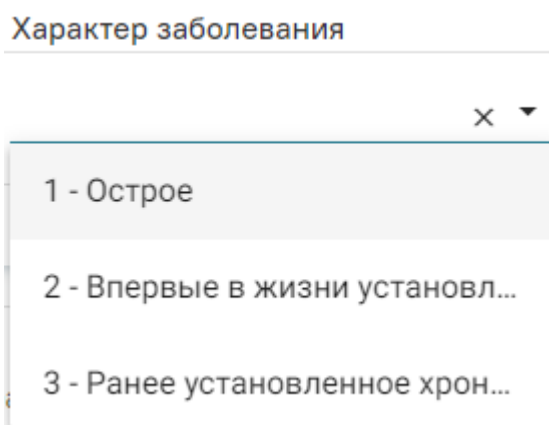 Характер заболевания
1 - Острое
2 - Впервые в жизни установл...
3 - Ранее установленное хрон...